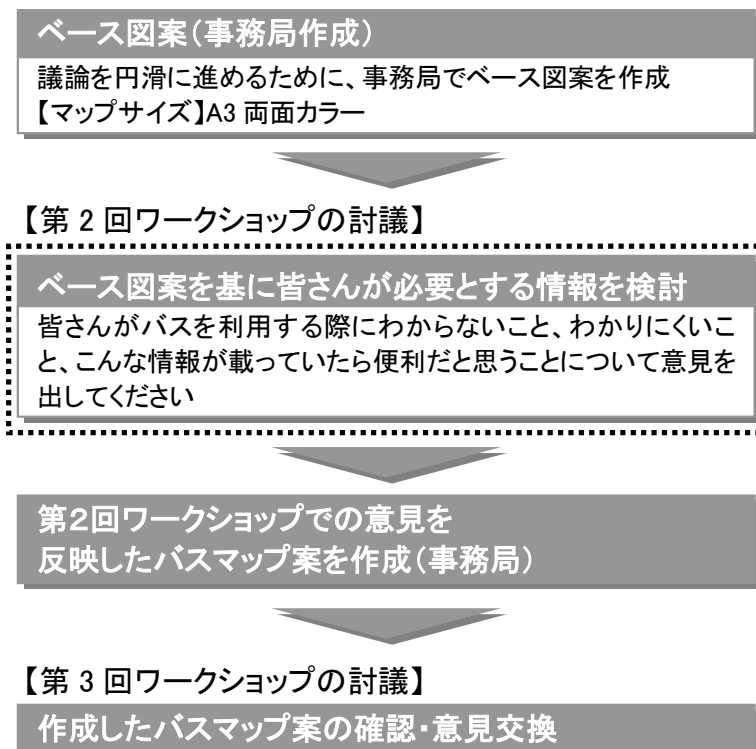 ベース図案（事務局作成）
議論を円滑に進めるために、事務局でベース図案を作成
【マップサイズ】A3 両面カラー
【第 2 回ワークショップの討議】
ベース図案を基に皆さんが必要とする情報を検討
皆さんがバスを利用する際にわからないこと、わかりにくいこ
と、こんな情報が載っていたら便利だと思うことについて意見を
出してください
第２回ワークショップでの意見を
反映したバスマップ案を作成（事務局）
【第 3 回ワークショップの討議】
作成したバスマップ案の確認・意見交換